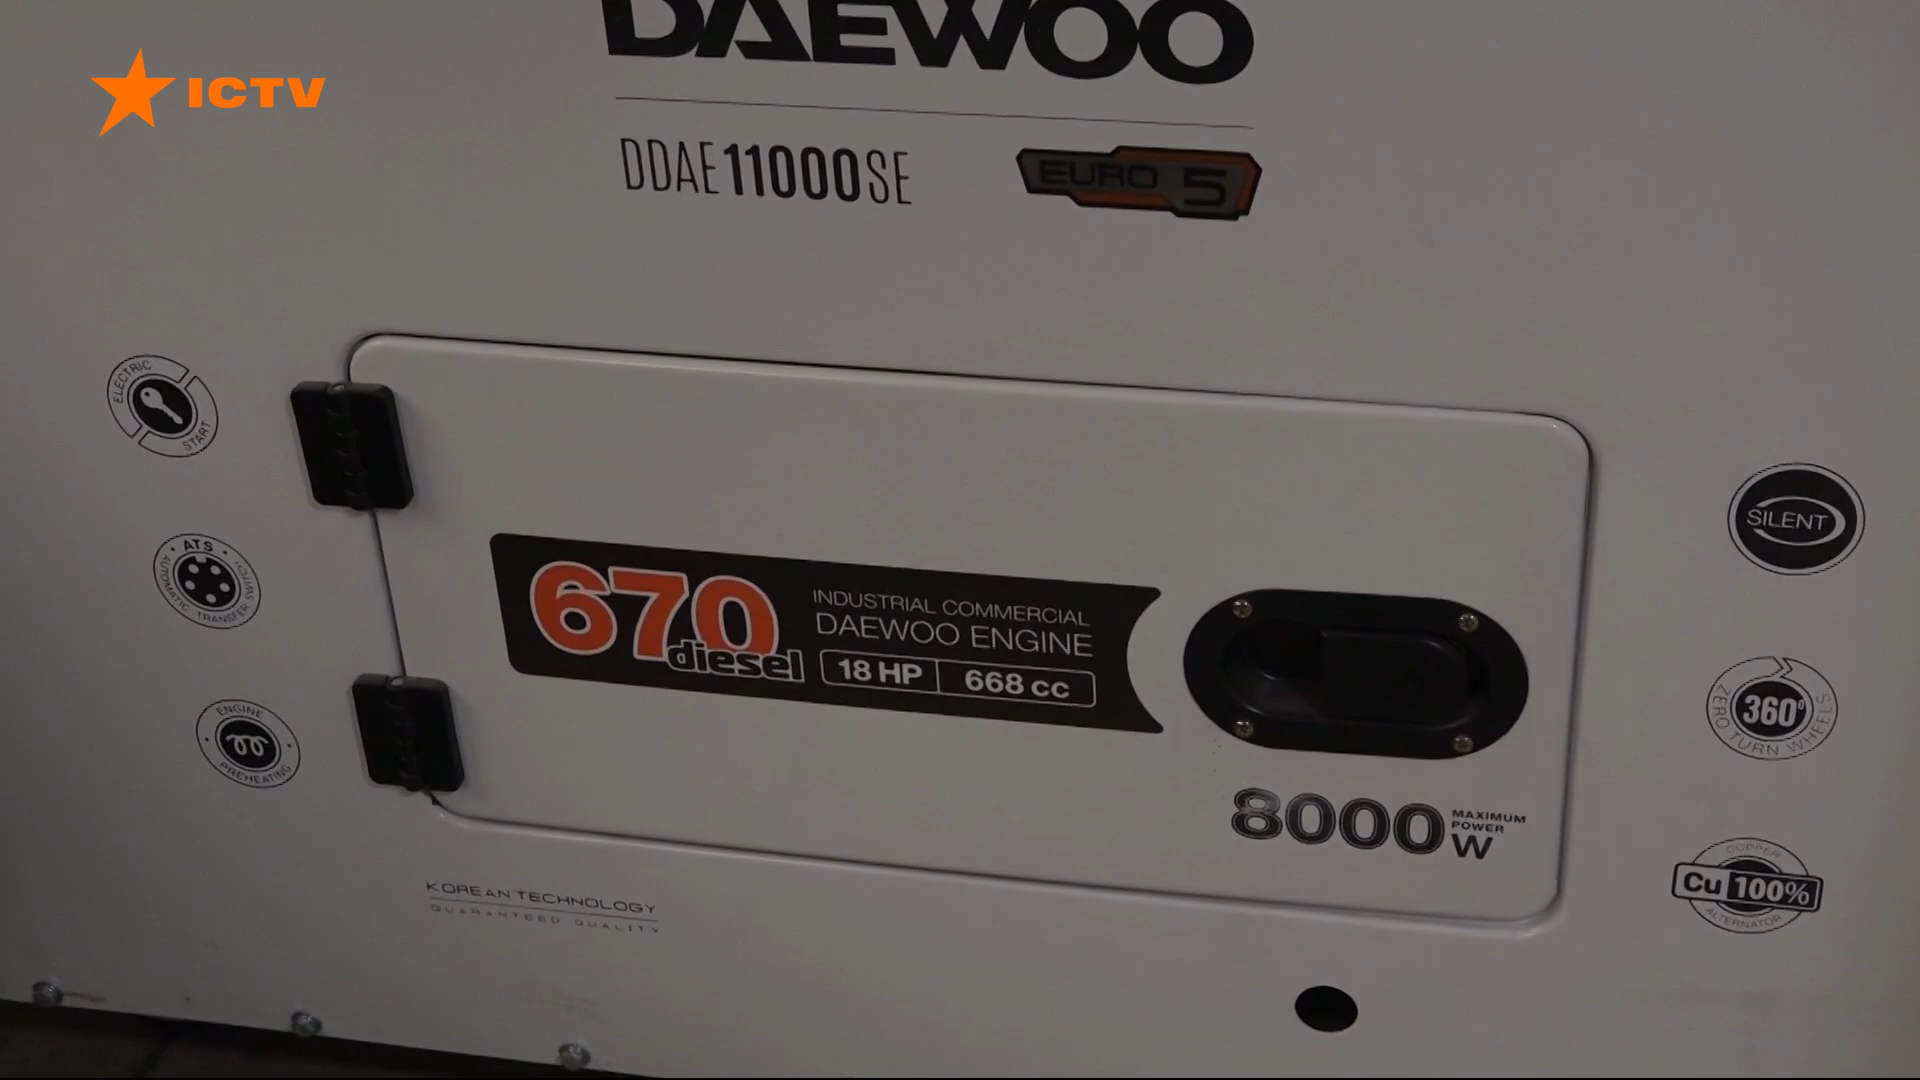 DAEWOO
ICTV
DDAE11000SE
EURO 5
ELECTRIC START
ATS
AUTOMATIC TRANSFER SWITCH
ENGINE PREHEATING
670
diesel
INDUSTRIAL COMMERCIAL
DAEWOO ENGINE
18 HP 668 cc
SILENT
360°
ZERO TURN WHEELS
8000 W
MAXIMUM
POWER
COPPER
Cu 100%
ALTERNATOR
KOREAN TECHNOLOGY
GUARANTEED QUALITY